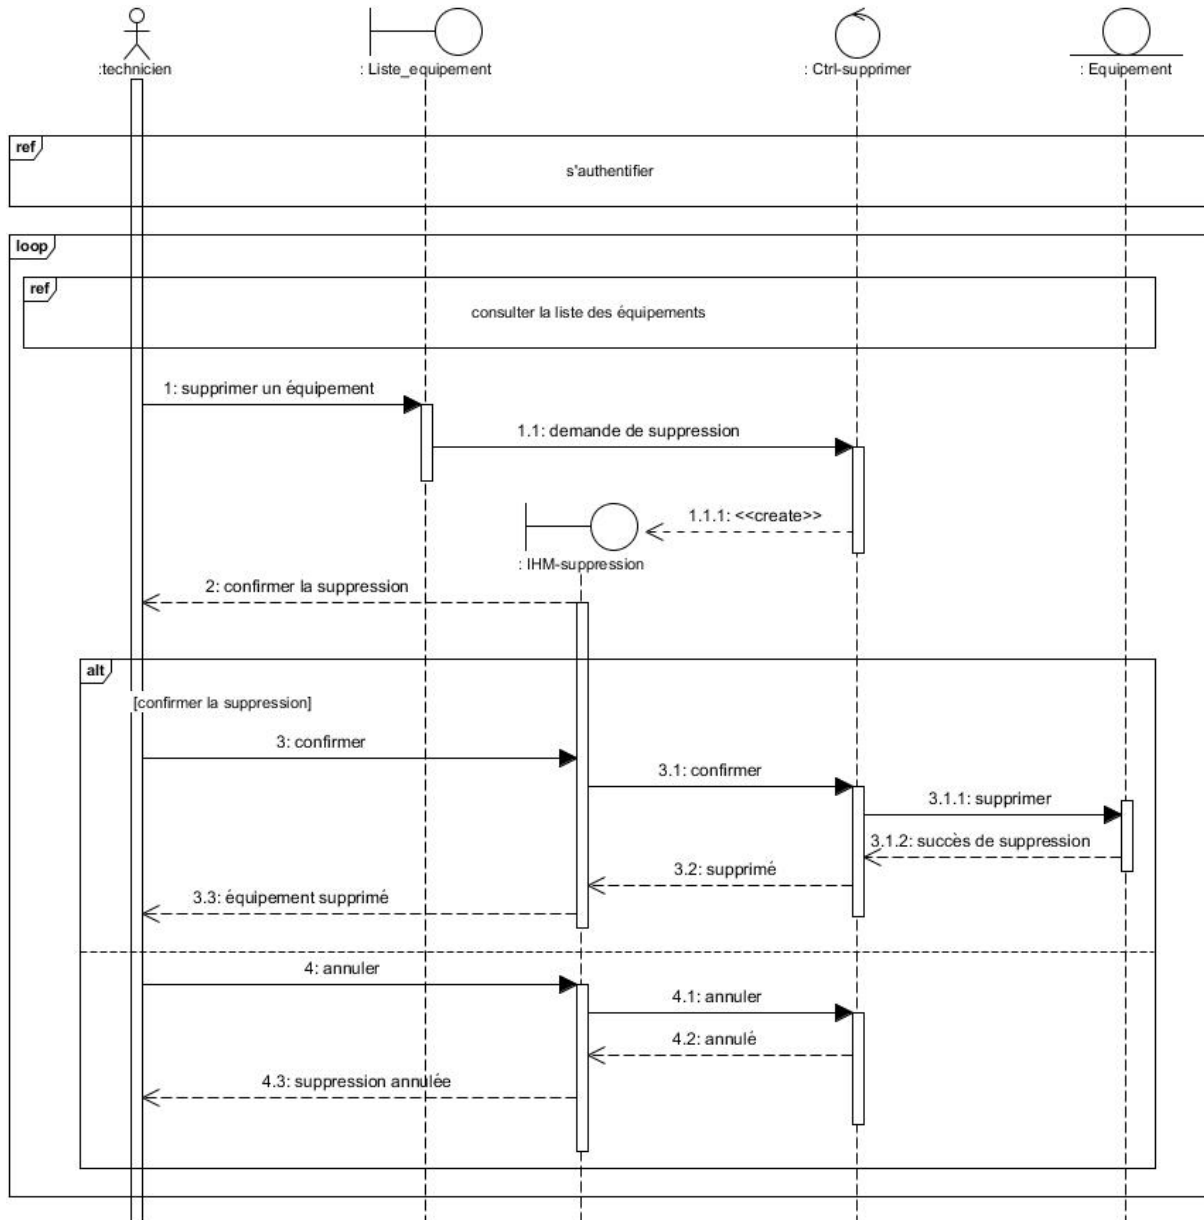 :technicien
: Liste_equipement
: Ctrl-supprimer
: Equipement
ref
s'authentifier
loop
ref
consulter la liste des équipements
1: supprimer un équipement
1.1: demande de suppression
1.1.1: <<create>>
: IHM-suppression
2: confirmer la suppression
alt
[confirmer la suppression]
3: confirmer
3.1: confirmer
3.1.1: supprimer
3.1.2: succès de suppression
3.2: supprimé
3.3: équipement supprimé
4: annuler
4.1: annuler
4.2: annulé
4.3: suppression annulée